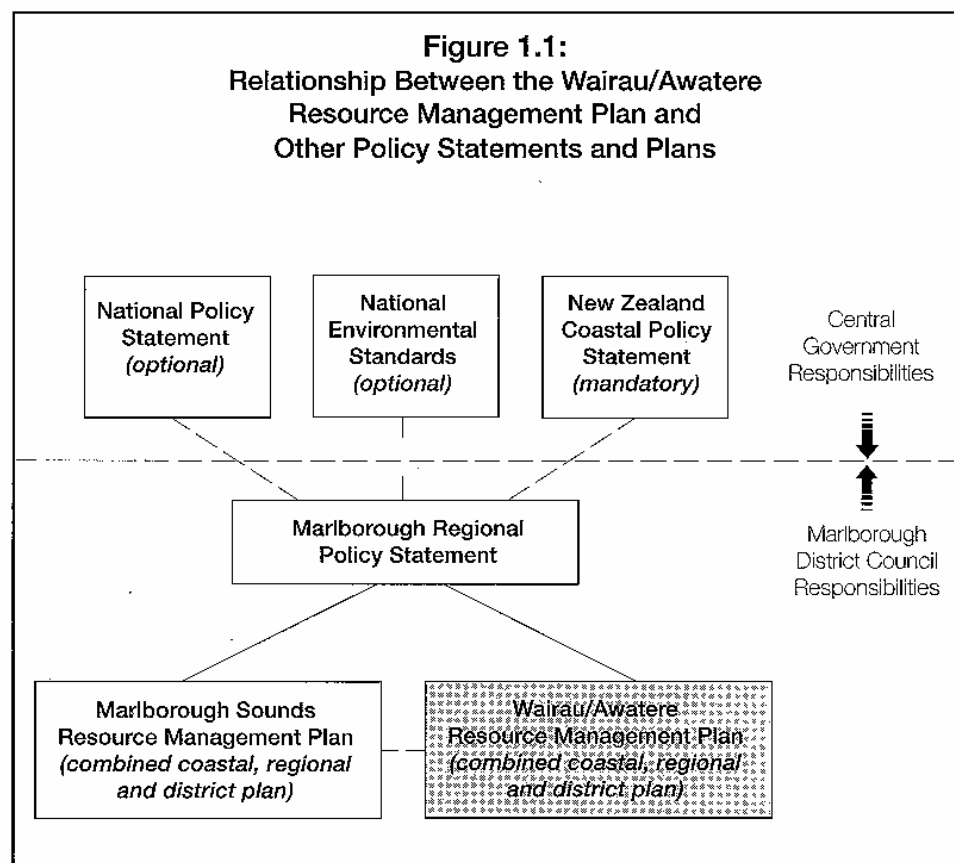 Figure 1.1:
Relationship Between the Wairau/Awatere
Resource Management Plan and
Other Policy Statements and Plans
National Policy
Statement
(optional)
National
Environmental
Standards
(optional)
New Zealand
Coastal Policy
Statement
(mandatory)
Central
Government
Responsibilities
Marlborough Regional
Policy Statement
Marlborough
District Council
Responsibilities
Marlborough Sounds
Resource Management Plan
(combined coastal, regional
and district plan)
Wairau/Awatere
Resource Management Plan
(combined coastal, regional
and district plan)